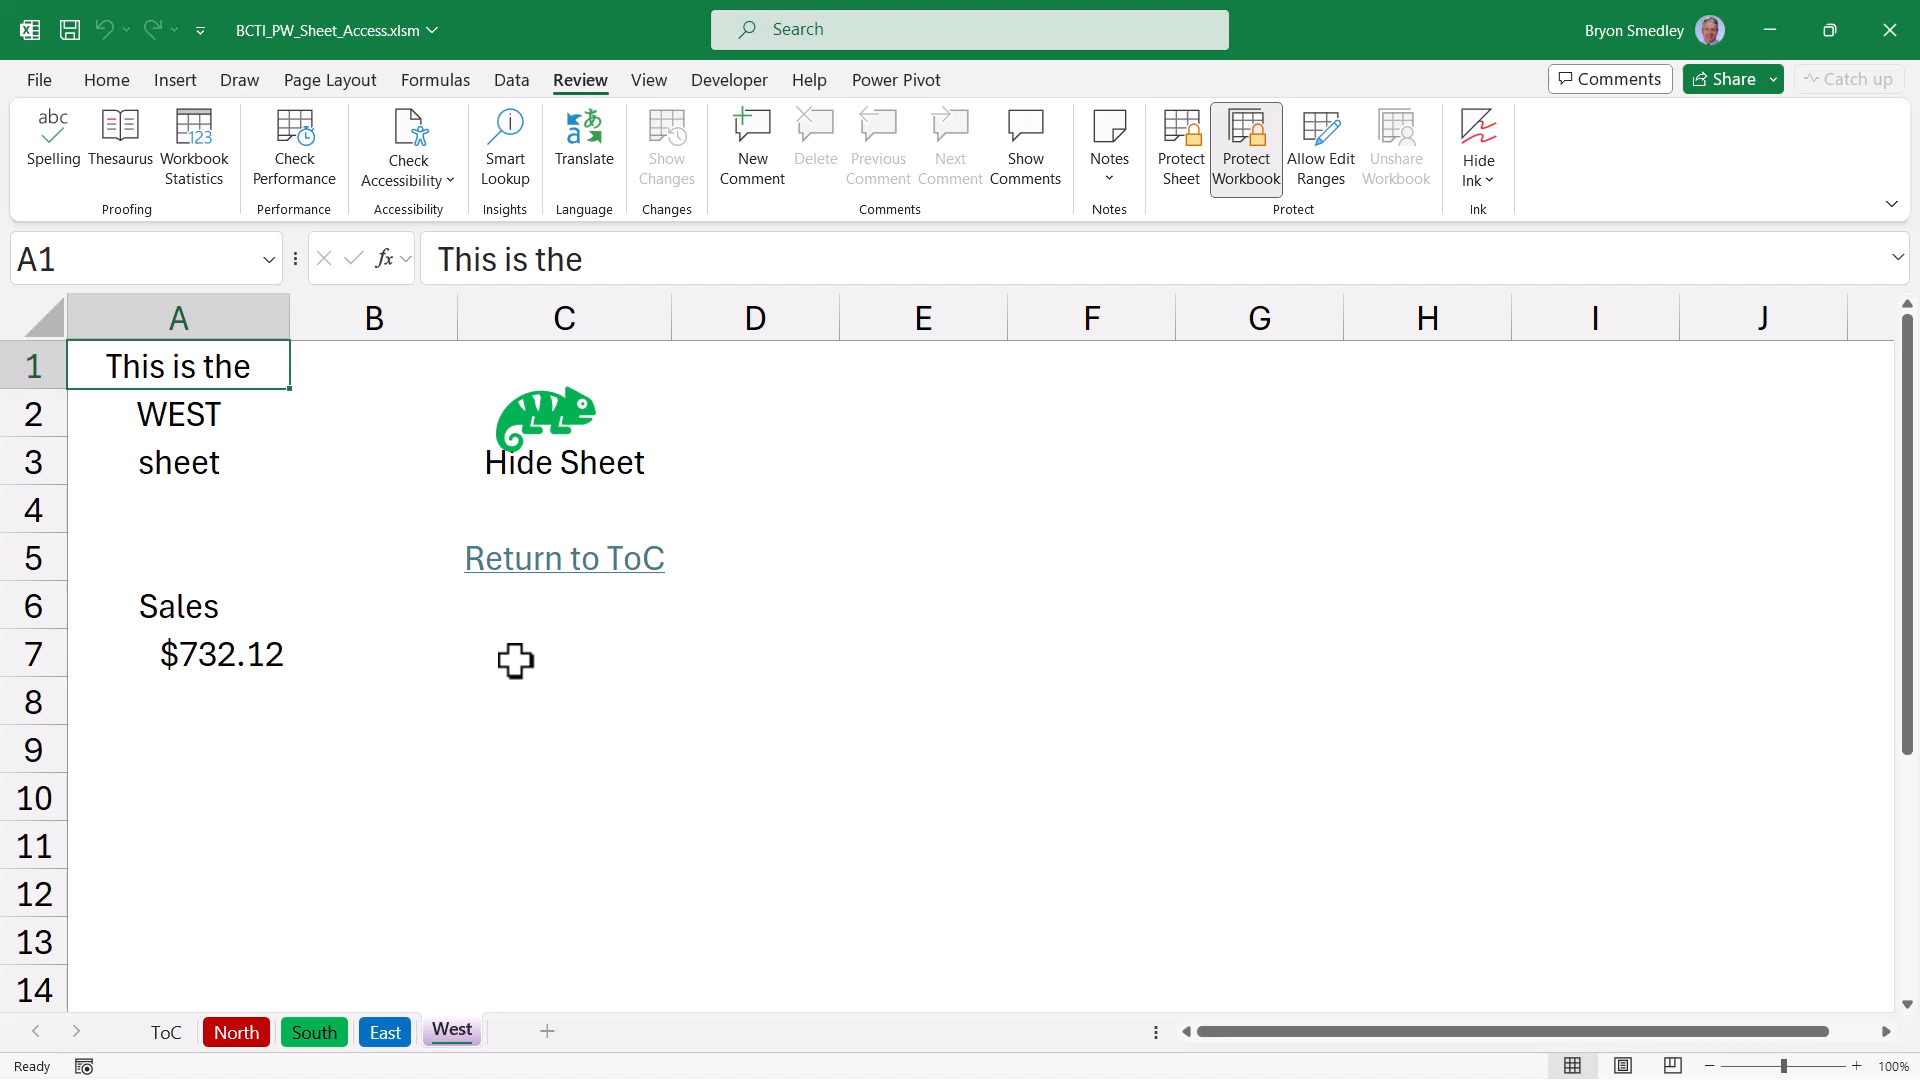 BCTI_PW_Sheet_Access.xlsm
Search
Bryon Smedley
File Home Insert Draw Page Layout Formulas Data Review View Developer Help Power Pivot
Comments Share Catch up
abc
Spelling
Thesaurus
123
Workbook
Statistics
Proofing
Check
Performance
Performance
Check
Accessibility
Accessibility
Smart
Lookup
Insights
a あ
Translate
Language
Show
Changes
Changes
New
Comment
Delete
Previous
Comment
Next
Comment
Show
Comments
Comments
Notes
Notes
Protect
Sheet
Protect
Workbook
Allow Edit
Ranges
Unshare
Workbook
Protect
Hide
Ink
Ink
A1 fx This is the
A B C D E F G H I J
1 This is the
2 WEST
3 sheet Hide Sheet
4
5 Return to ToC
6 Sales
7 $732.12
8
9
10
11
12
13
14
ToC North South East West
Ready 100%